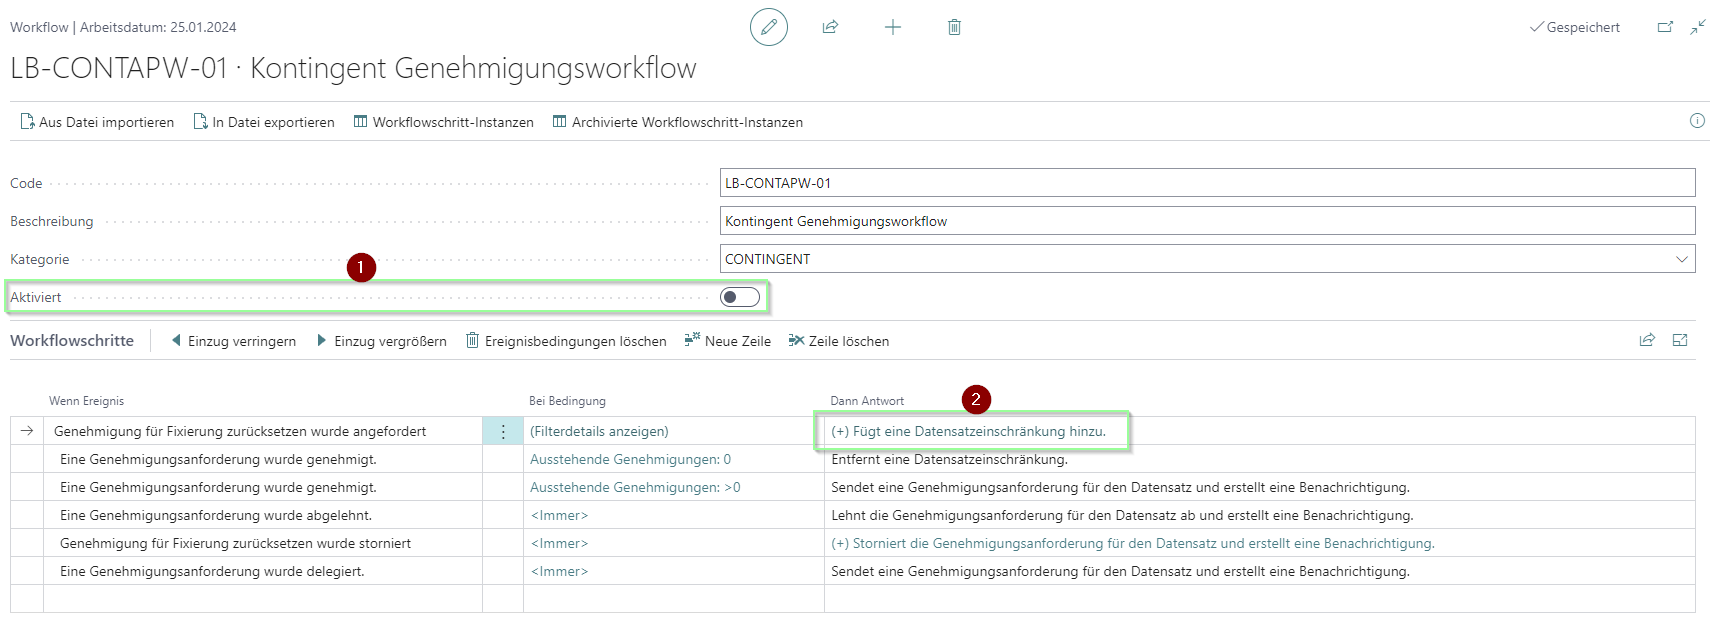 Workflow | Arbeitsdatum: 25.01.2024
Gespeichert
LB-CONTAPW-01 · Kontingent Genehmigungsworkflow
Aus Datei importieren In Datei exportieren Workflowschritt-Instanzen Archivierte Workflowschritt-Instanzen
Code LB-CONTAPW-01
Beschreibung Kontingent Genehmigungsworkflow
Kategorie CONTINGENT
1
Aktiviert
Workflowschritte Einzug verringern Einzug vergrößern Ereignisbedingungen löschen Neue Zeile Zeile löschen
Wenn Ereignis Bei Bedingung Dann Antwort
2
Genehmigung für Fixierung zurücksetzen wurde angefordert (Filterdetails anzeigen) (+) Fügt eine Datensatzeinschränkung hinzu.
Eine Genehmigungsanforderung wurde genehmigt. Ausstehende Genehmigungen: 0 Entfernt eine Datensatzeinschränkung.
Eine Genehmigungsanforderung wurde genehmigt. Ausstehende Genehmigungen: >0 Sendet eine Genehmigungsanforderung für den Datensatz und erstellt eine Benachrichtigung.
Eine Genehmigungsanforderung wurde abgelehnt. <Immer> Lehnt die Genehmigungsanforderung für den Datensatz ab und erstellt eine Benachrichtigung.
Genehmigung für Fixierung zurücksetzen wurde storniert <Immer> (+) Storniert die Genehmigungsanforderung für den Datensatz und erstellt eine Benachrichtigung.
Eine Genehmigungsanforderung wurde delegiert. <Immer> Sendet eine Genehmigungsanforderung für den Datensatz und erstellt eine Benachrichtigung.